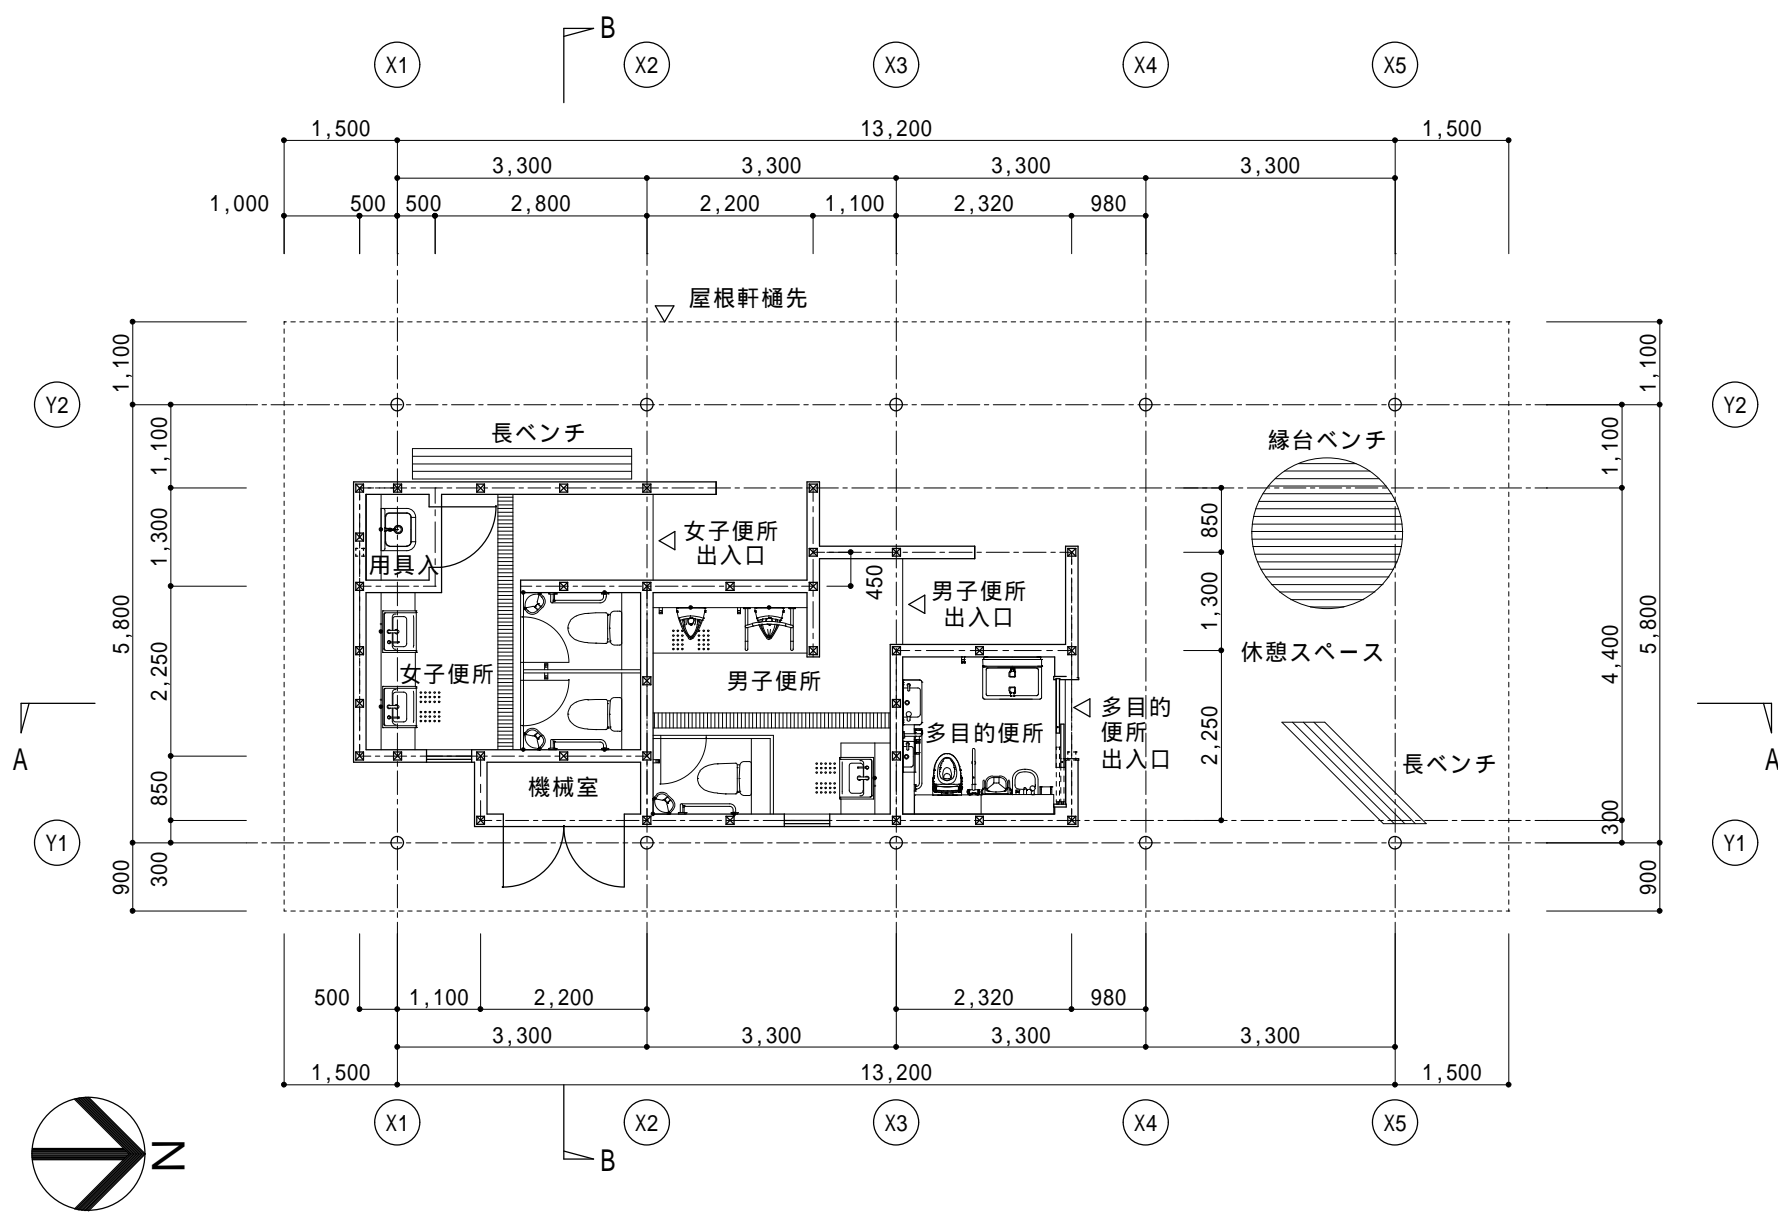 B
X1 X2 X3 X4 X5
1,500 13,200 1,500
3,300 3,300 3,300 3,300
1,000 500 500 2,800 2,200 1,100 2,320 980
屋根軒樋先
1,100 1,100
Y2 Y2
1,100 1,100
長ベンチ
縁台ベンチ
1,300
850
女子便所
出入口
用具入
450
男子便所
出入口
1,300
5,800
5,800
休憩スペース
4,400
2,250
女子便所
男子便所
多目的便所
多目的
便所
出入口
2,250
A A
長ベンチ
機械室
850
300
Y1 Y1
900 300
900
500 1,100 2,200 2,320 980
3,300 3,300 3,300 3,300
1,500 13,200 1,500
X1 X2 X3 X4 X5
B
N